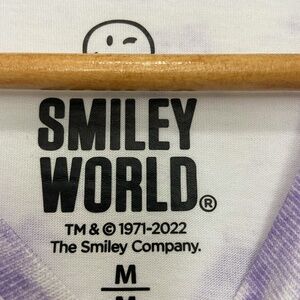 SMILEY
WORLD®
TM & © 1971-2022
The Smiley Company.
M
M